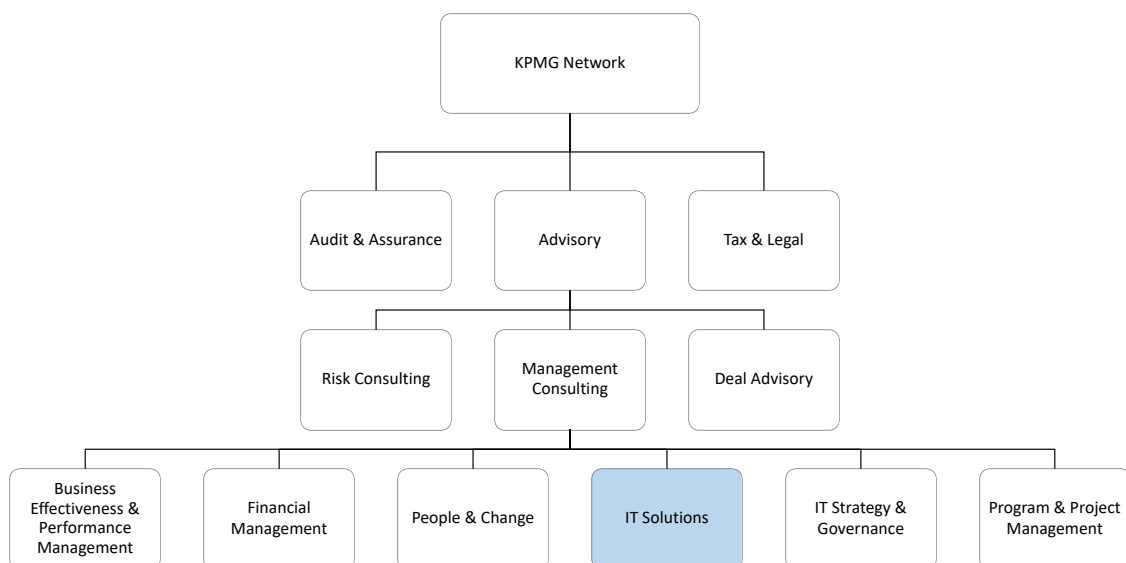 KPMG Network
Audit & Assurance
Advisory
Tax & Legal
Risk Consulting
Management
Consulting
Deal Advisory
Business
Effectiveness &
Performance
Management
Financial
Management
People & Change
IT Solutions
IT Strategy &
Governance
Program & Project
Management